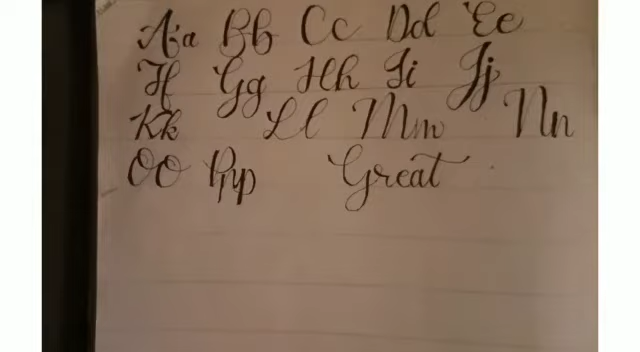 Aa Bb Cc Dd Ee
Ff Gg Hh Ii Jj
Kk Ll Mm Nn
Oo Pp Great